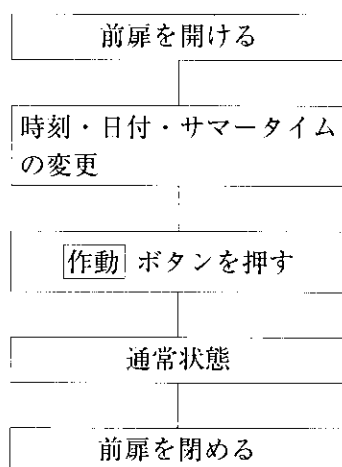 前扉を開ける
時刻・日付・サマータイム
の変更
作動 ボタンを押す
通常状態
前扉を閉める